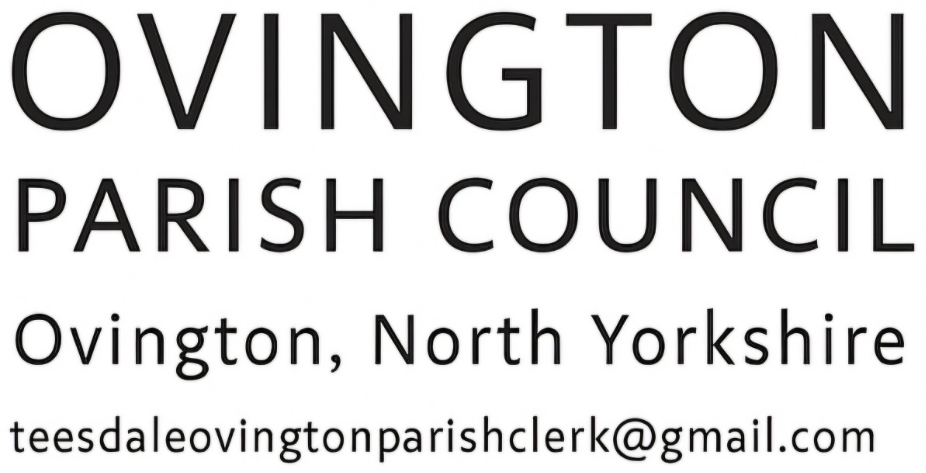 OVINGTON
PARISH COUNCIL
Ovington, North Yorkshire
teesdaleovingtonparishclerk@gmail.com